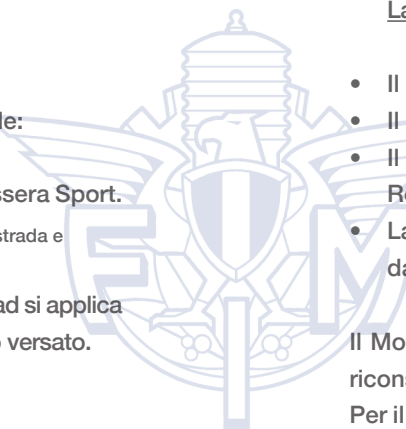 le:
ssera Sport.
strada e
ad si applica
versato.
La
• Il
• Il
• Il
R
• La
da
Il Mo
ricons
Per il
F M